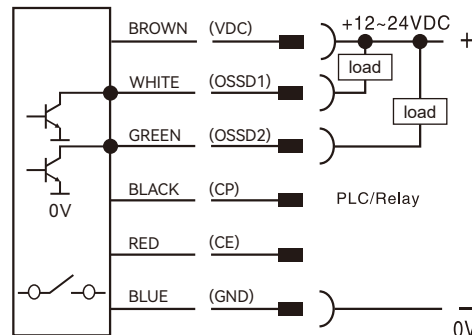 BROWN (VDC) +12~24VDC +
load
WHITE (OSSD1)
load
GREEN (OSSD2)
BLACK (CP) PLC/Relay
0V
RED (CE)
BLUE (GND) −
0V